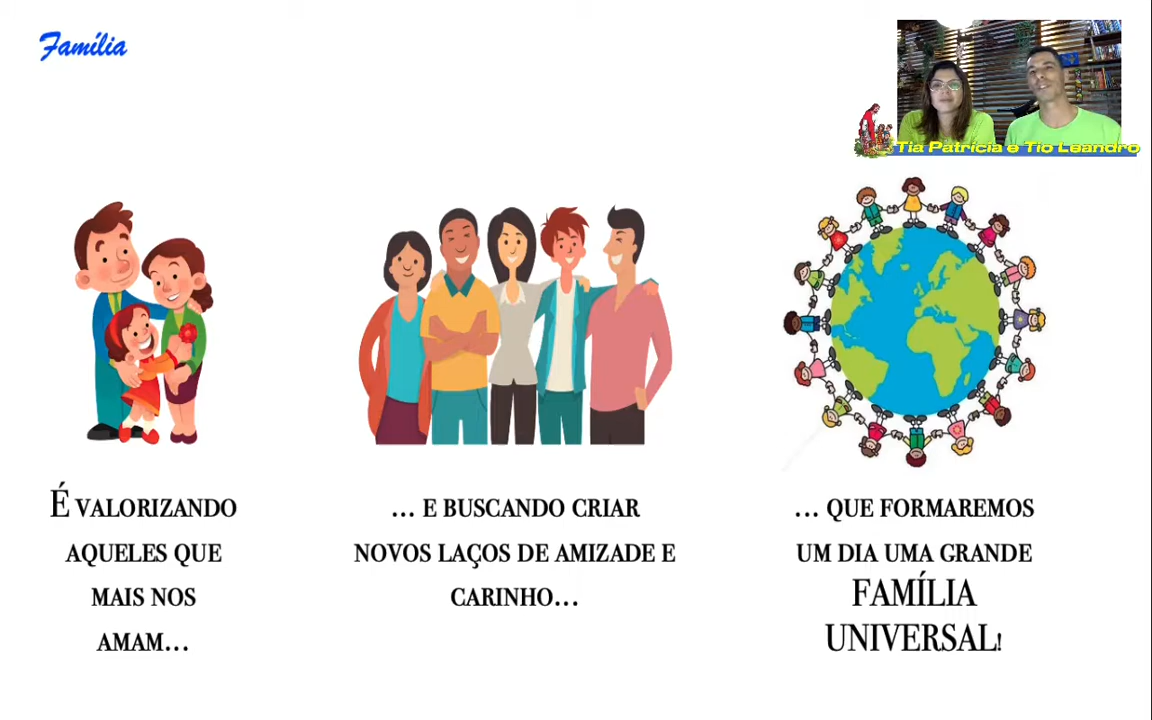 Família
Tia Patricia e Tio Leandro
É VALORIZANDO
AQUELES QUE
MAIS NOS
AMAM...
... E BUSCANDO CRIAR
NOVOS LAÇOS DE AMIZADE E
CARINHO...
... QUE FORMAREMOS
UM DIA UMA GRANDE
FAMÍLIA
UNIVERSAL!